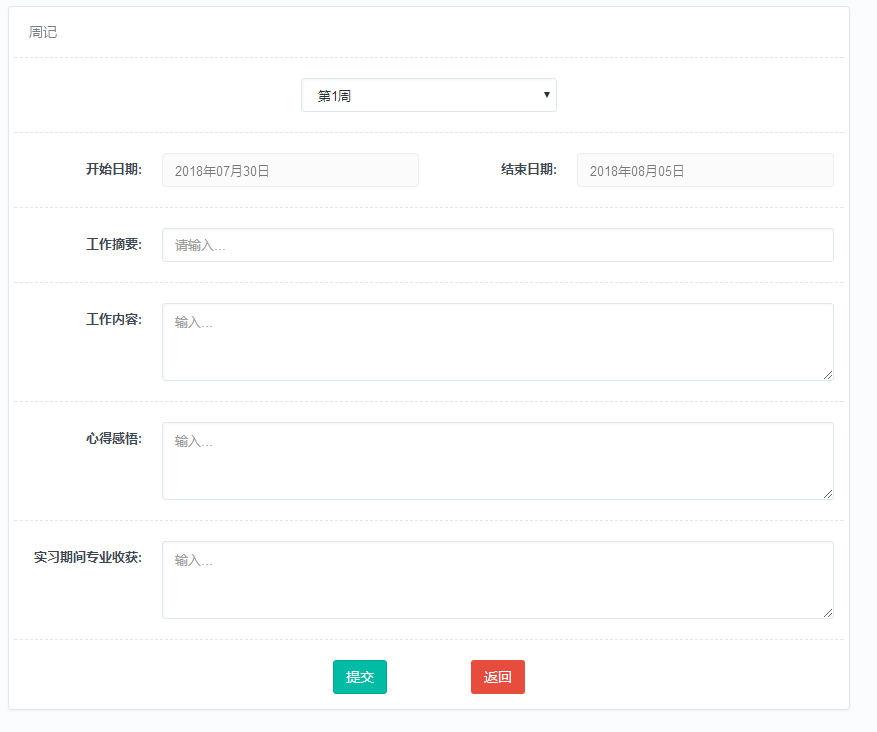 周记
第1周
开始日期: 2018年07月30日 结束日期: 2018年08月05日
工作摘要: 请输入...
工作内容: 输入...
心得感悟: 输入...
实习期间专业收获: 输入...
提交 返回